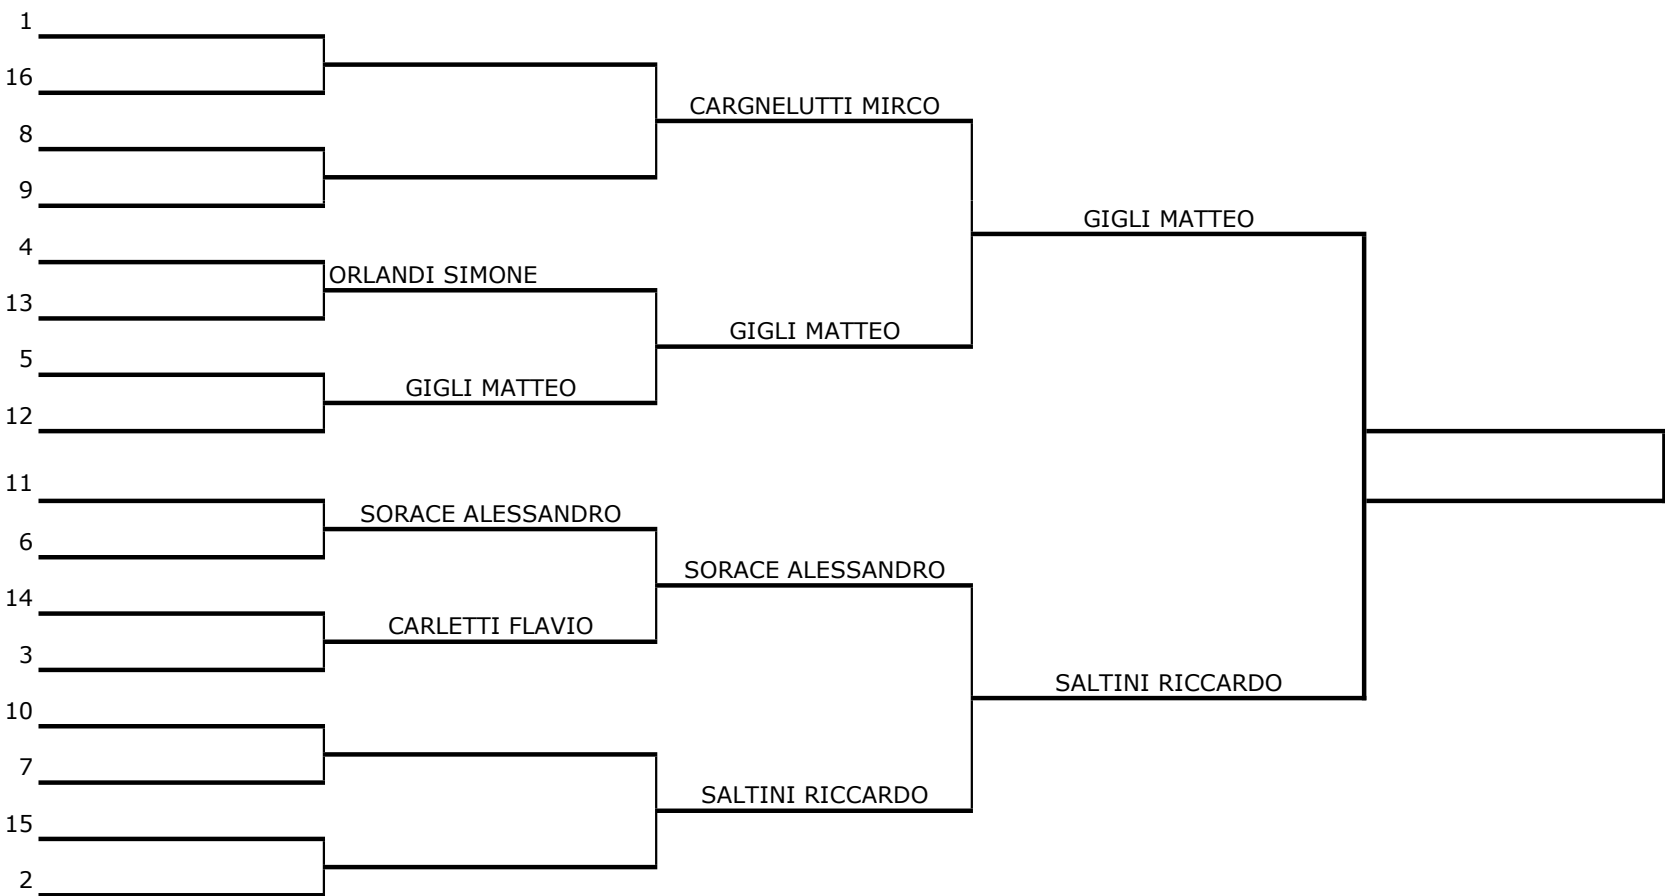 1
16
CARGNELUTTI MIRCO
8
9
GIGLI MATTEO
4
ORLANDI SIMONE
13
GIGLI MATTEO
5
GIGLI MATTEO
12
11
SORACE ALESSANDRO
6
SORACE ALESSANDRO
14
CARLETTI FLAVIO
3
SALTINI RICCARDO
10
7
SALTINI RICCARDO
15
2